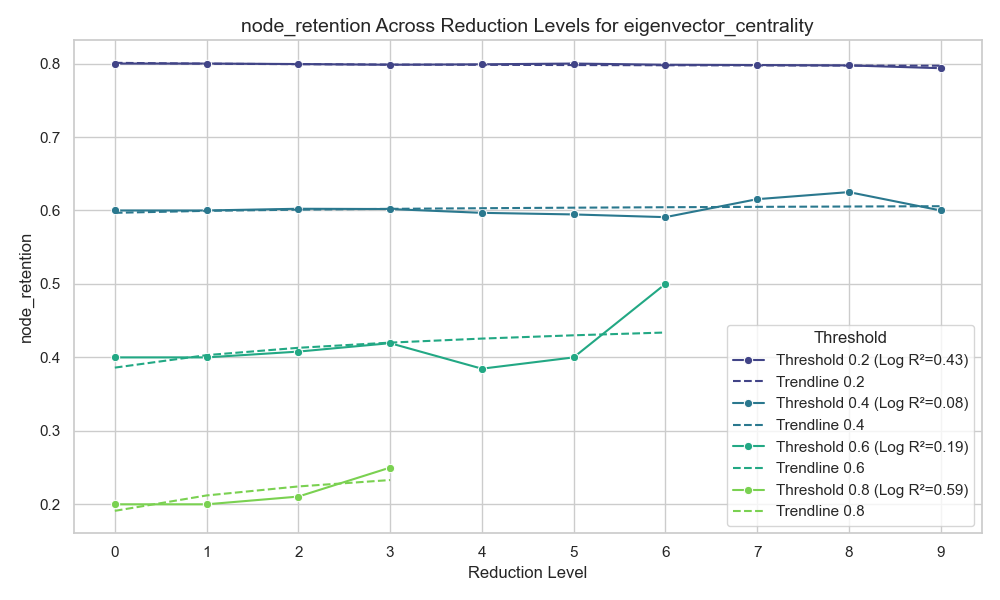 node_retention Across Reduction Levels for eigenvector_centrality
node_retention
0.8
0.7
0.6
0.5
0.4
0.3
0.2
0 1 2 3 4 5 6 7 8 9
Reduction Level
Threshold
Threshold 0.2 (Log R²=0.43)
Trendline 0.2
Threshold 0.4 (Log R²=0.08)
Trendline 0.4
Threshold 0.6 (Log R²=0.19)
Trendline 0.6
Threshold 0.8 (Log R²=0.59)
Trendline 0.8